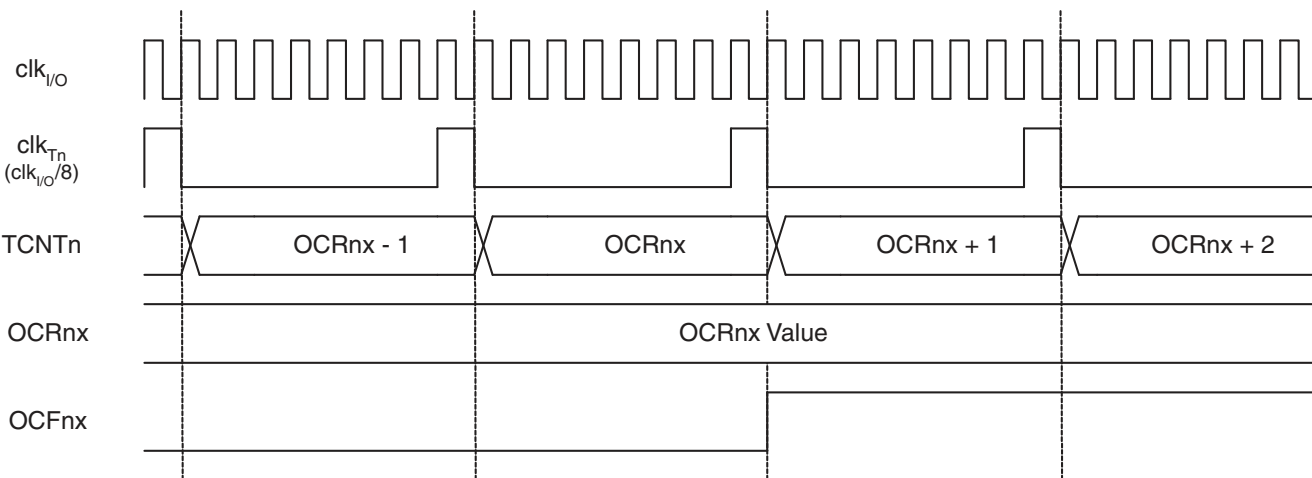 clkI/O
clkTn
(clkI/O/8)
TCNTn
OCRnx - 1
OCRnx
OCRnx + 1
OCRnx + 2
OCRnx
OCRnx Value
OCFnx